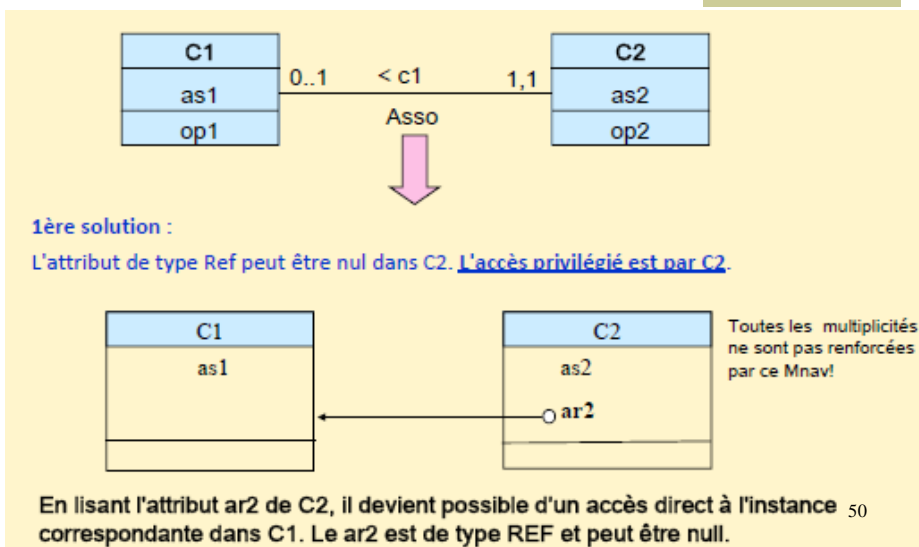 C1
C2
0..1
< c1
1,1
as1
as2
Asso
op1
op2
1ère solution :
L'attribut de type Ref peut être nul dans C2. L'accès privilégié est par C2.
C1
C2
Toutes les multiplicités
ne sont pas renforcées
par ce Mnav!
as1
as2
ar2
En lisant l'attribut ar2 de C2, il devient possible d'un accès direct à l'instance
50
correspondante dans C1. Le ar2 est de type REF et peut être null.